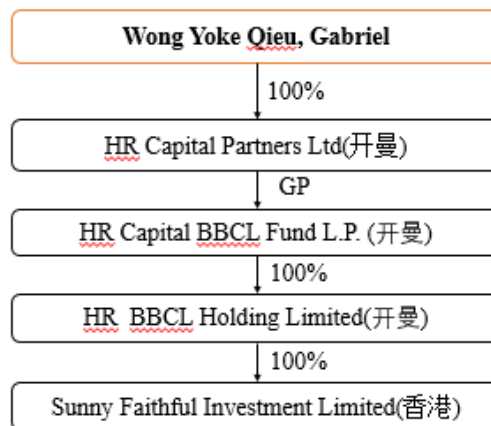 Wong Yoke Qieu, Gabriel
100%
HR Capital Partners Ltd(开曼)
GP
HR Capital BBCL Fund L.P. (开曼)
100%
HR BBCL Holding Limited(开曼)
100%
Sunny Faithful Investment Limited(香港)